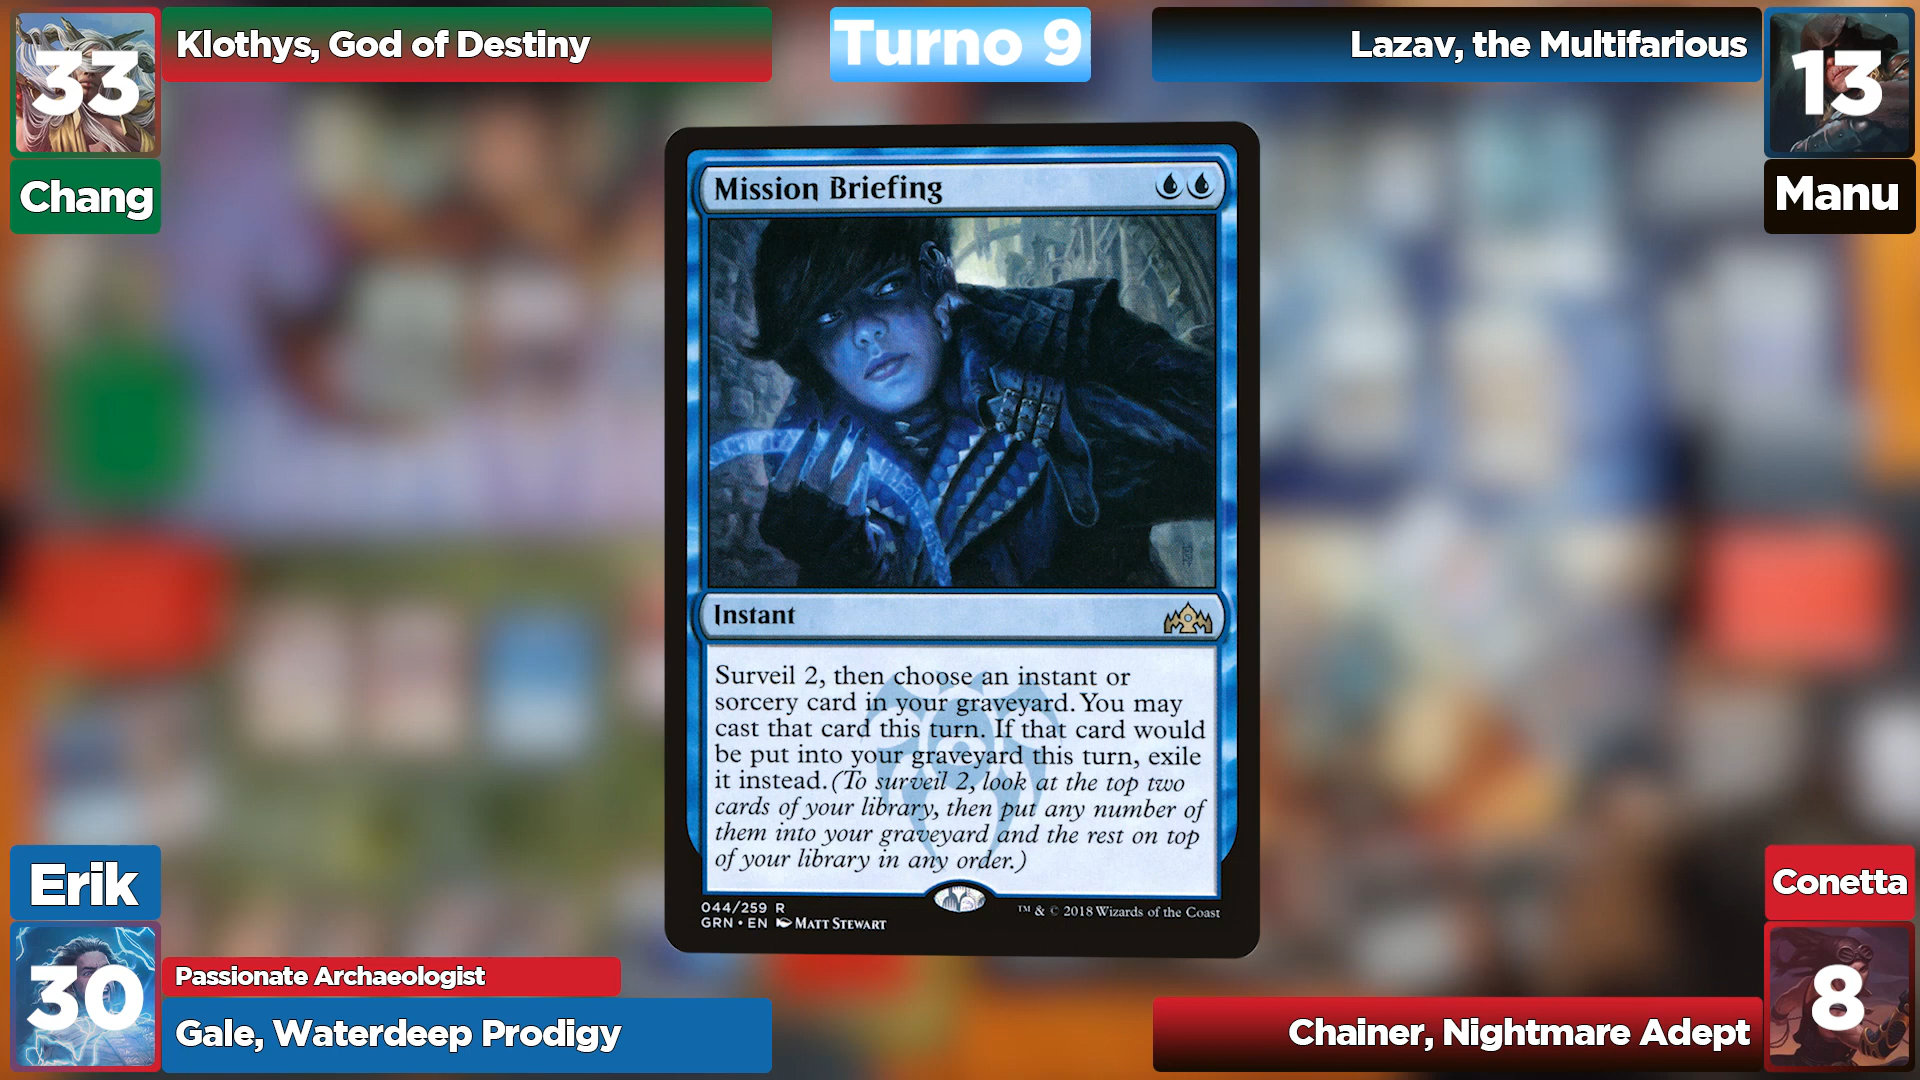 33
Klothys, God of Destiny
Chang
Turno 9
Lazav, the Multifarious
13
Manu
Mission Briefing
Instant
Surveil 2, then choose an instant or
sorcery card in your graveyard. You may
cast that card this turn. If that card would
be put into your graveyard this turn, exile
it instead. (To surveil 2, look at the top two
cards of your library, then put any number of
them into your graveyard and the rest on top
of your library in any order.)
044/259 R
GRN • EN MATT STEWART
™ & © 2018 Wizards of the Coast
Erik
30
Passionate Archaeologist
Gale, Waterdeep Prodigy
Conetta
8
Chainer, Nightmare Adept